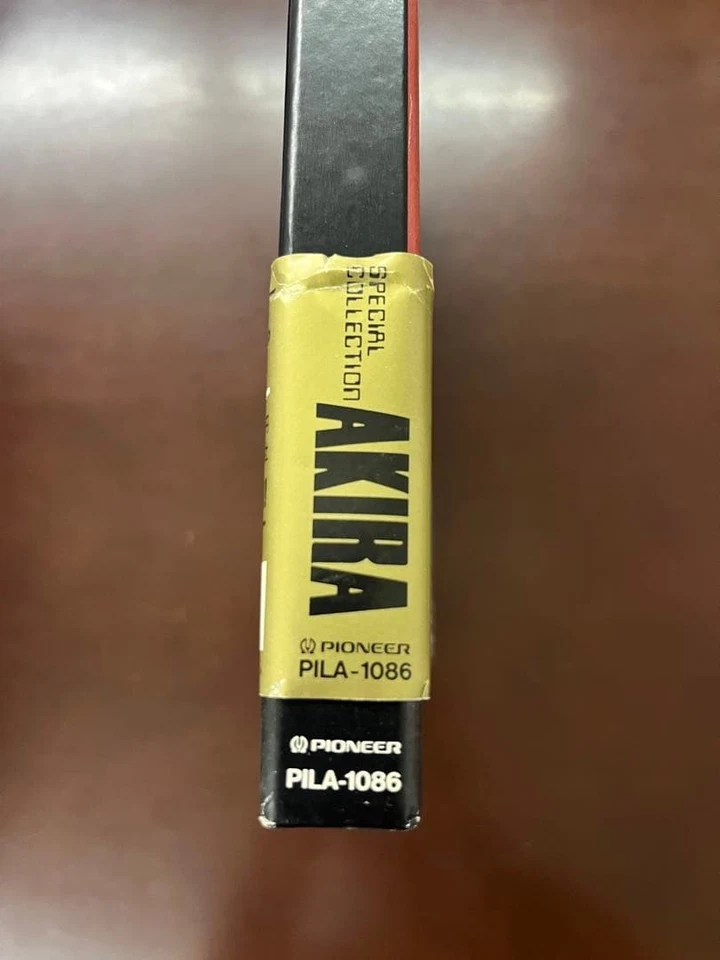 SPECIAL
COLLECTION
AKIRA
PIONEER
PILA-1086
PIONEER
PILA-1086